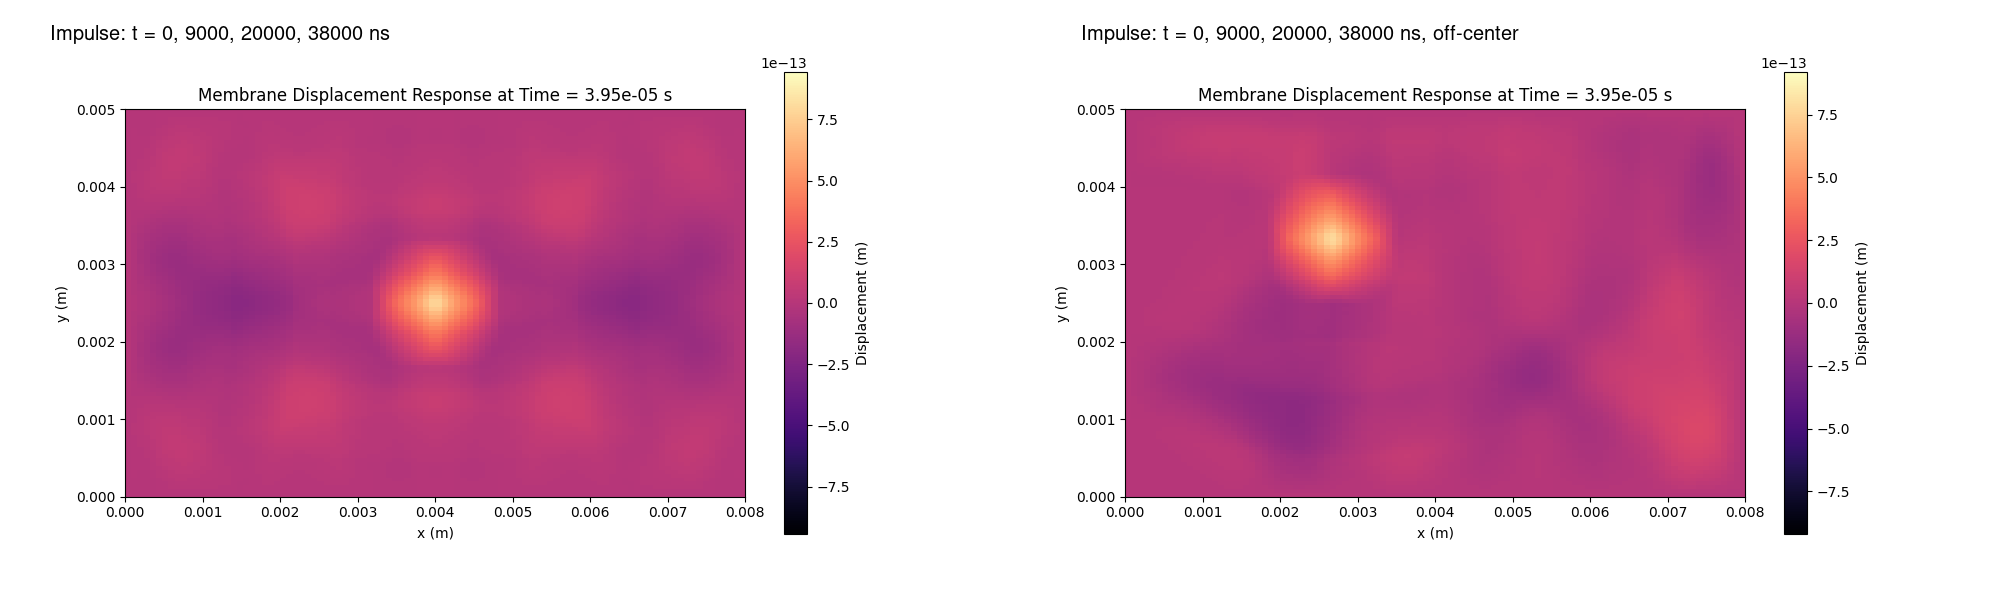 Impulse: t = 0, 9000, 20000, 38000 ns
1e−13
Membrane Displacement Response at Time = 3.95e-05 s
0.005
0.004
0.003
0.002
0.001
0.000
y (m)
0.000 0.001 0.002 0.003 0.004 0.005 0.006 0.007 0.008
x (m)
7.5
5.0
2.5
0.0
−2.5
−5.0
−7.5
Displacement (m)
Impulse: t = 0, 9000, 20000, 38000 ns, off-center
1e−13
Membrane Displacement Response at Time = 3.95e-05 s
0.005
0.004
0.003
0.002
0.001
0.000
y (m)
0.000 0.001 0.002 0.003 0.004 0.005 0.006 0.007 0.008
x (m)
7.5
5.0
2.5
0.0
−2.5
−5.0
−7.5
Displacement (m)